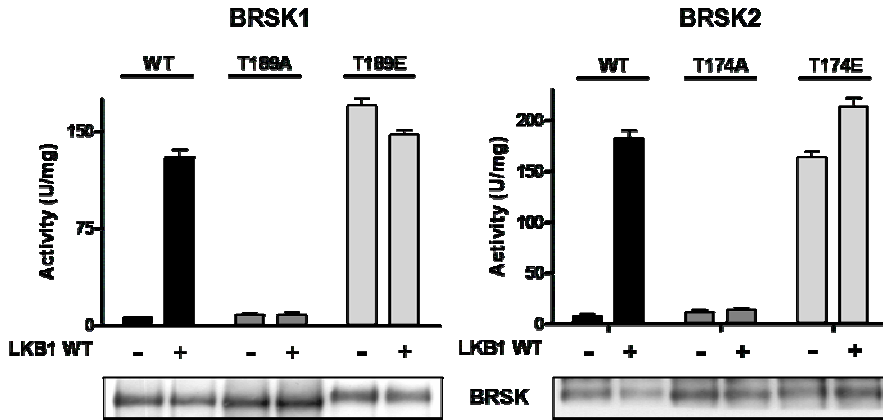 BRSK1
WT T189A T189E
Activity (U/mg)
150
75
0
LKB1 WT - + - + - +
BRSK2
WT T174A T174E
Activity (U/mg)
200
150
100
50
0
LKB1 WT - + - + - +
BRSK